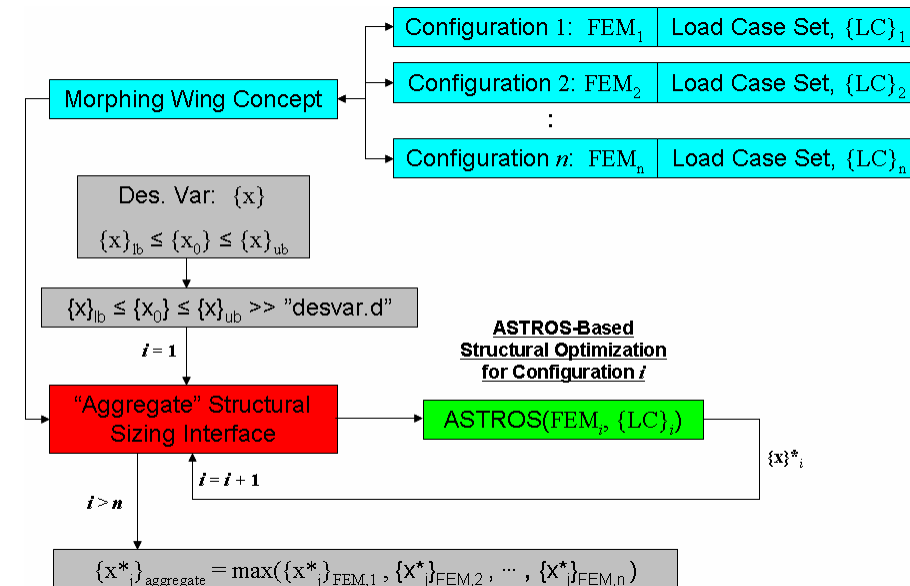 Configuration 1: FEM₁ Load Case Set, {LC}₁
Morphing Wing Concept
Configuration 2: FEM₂ Load Case Set, {LC}₂
:
Configuration n: FEMₙ Load Case Set, {LC}ₙ
Des. Var: {x}
{x}lb ≤ {x₀} ≤ {x}ub
{x}lb ≤ {x₀} ≤ {x}ub >> "desvar.d"
i = 1
ASTROS-Based
Structural Optimization
for Configuration i
"Aggregate" Structural
Sizing Interface
ASTROS(FEMᵢ, {LC}ᵢ)
{x}*ᵢ
i = i + 1
i > n
{x*ⱼ}aggregate = max({x*ⱼ}FEM,1 , {x*ⱼ}FEM,2 , ··· , {x*ⱼ}FEM,n )